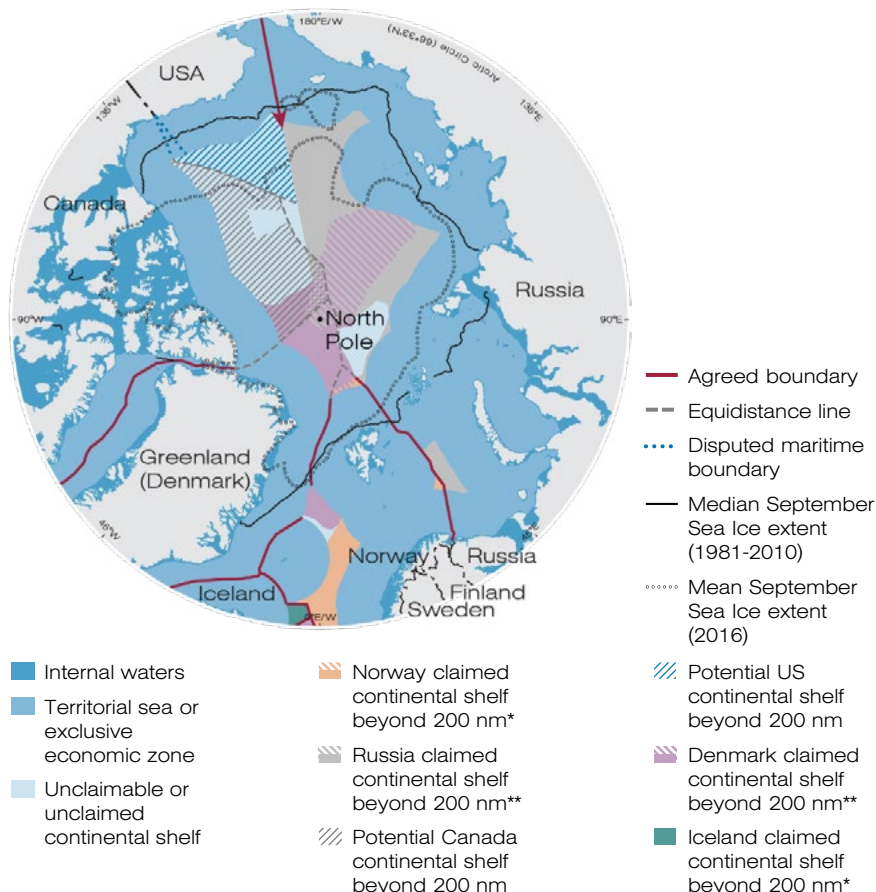 180°E/W
Arctic Circle (66°33'N)
USA
135°W
135°E
Canada
Russia
90°W
North
Pole
90°E
Greenland
(Denmark)
45°W
45°E
Norway
Russia
Iceland
Finland
Sweden
0°E/W
Agreed boundary
Equidistance line
Disputed maritime
boundary
Median September
Sea Ice extent
(1981-2010)
Mean September
Sea Ice extent
(2016)
Internal waters
Territorial sea or
exclusive
economic zone
Unclaimable or
unclaimed
continental shelf
Norway claimed
continental shelf
beyond 200 nm*
Russia claimed
continental shelf
beyond 200 nm**
Potential Canada
continental shelf
beyond 200 nm
Potential US
continental shelf
beyond 200 nm
Denmark claimed
continental shelf
beyond 200 nm**
Iceland claimed
continental shelf
beyond 200 nm*